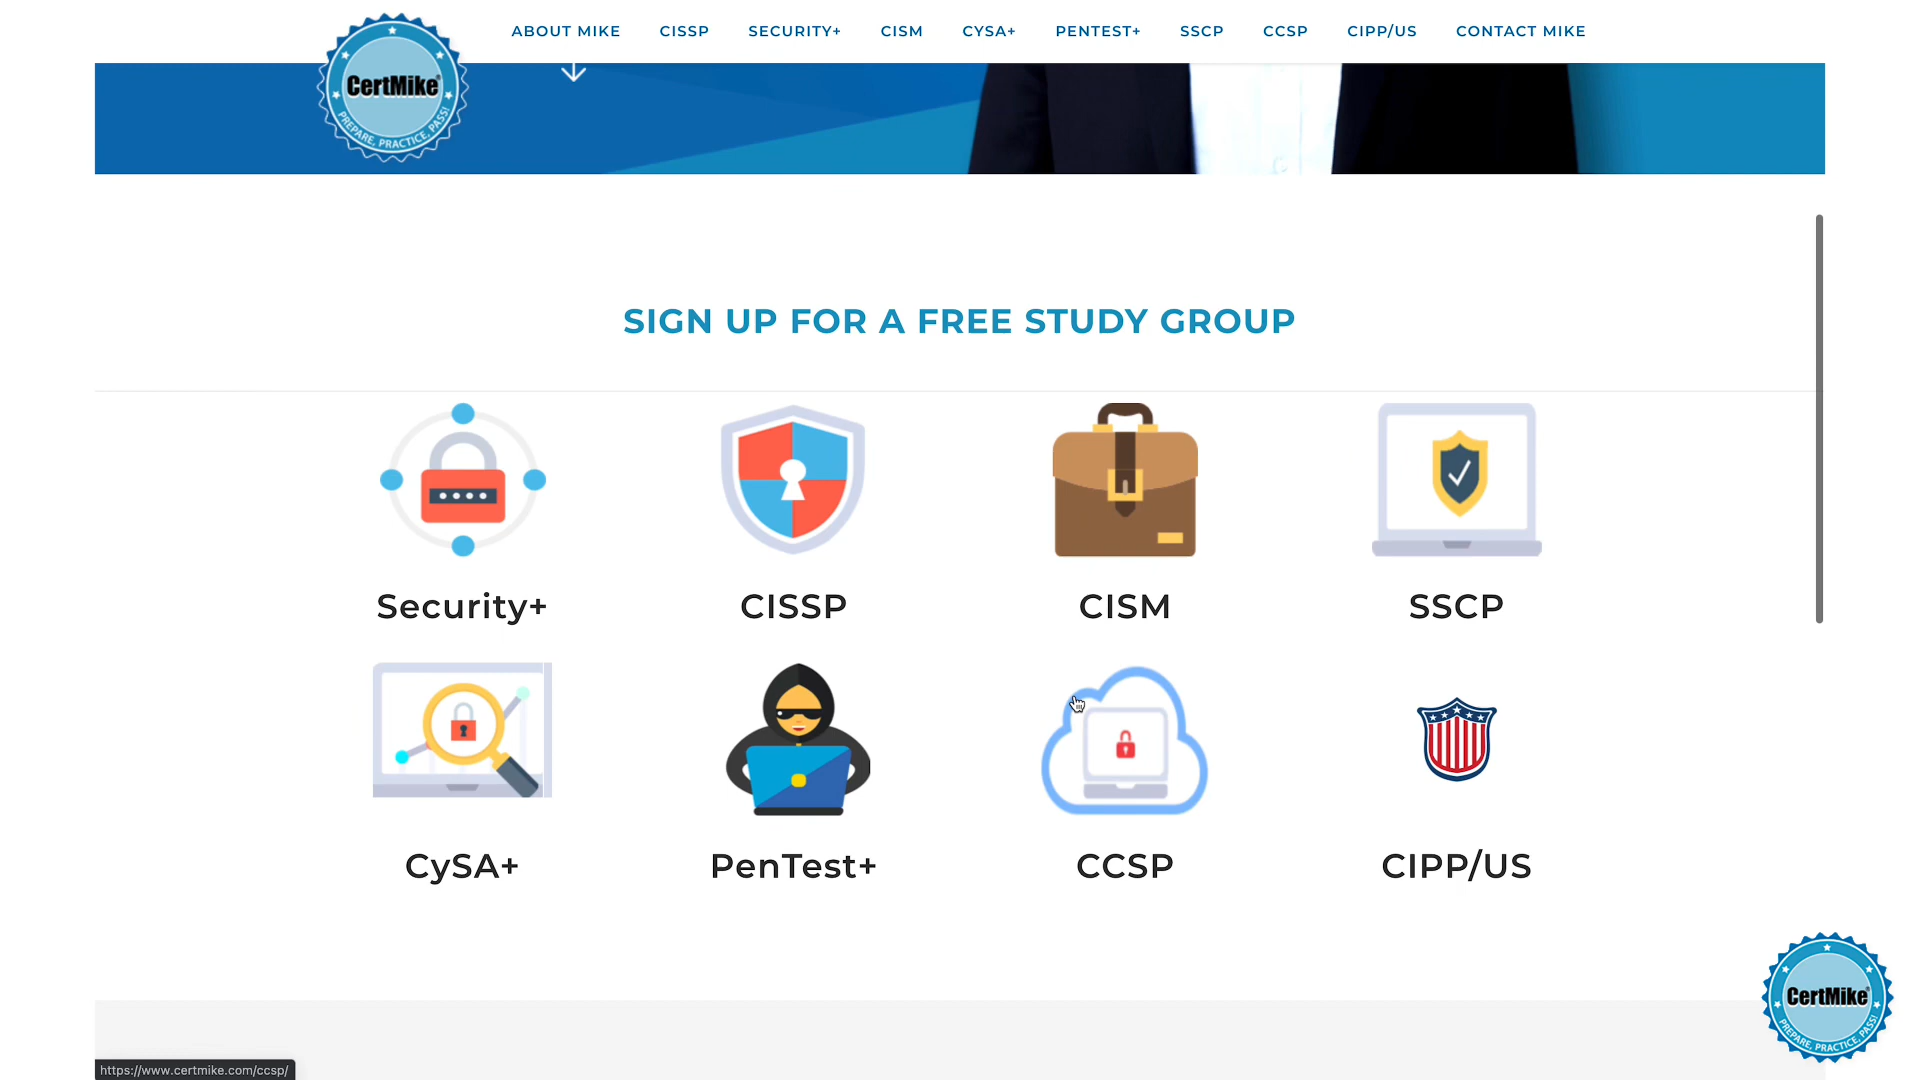 ABOUT MIKE CISSP SECURITY+ CISM CYSA+ PENTEST+ SSCP CCSP CIPP/US CONTACT MIKE
CertMike®
PREPARE, PRACTICE, PASS!
SIGN UP FOR A FREE STUDY GROUP
Security+ CISSP CISM SSCP
CySA+ PenTest+ CCSP CIPP/US
CertMike®
PREPARE, PRACTICE, PASS!
https://www.certmike.com/ccsp/